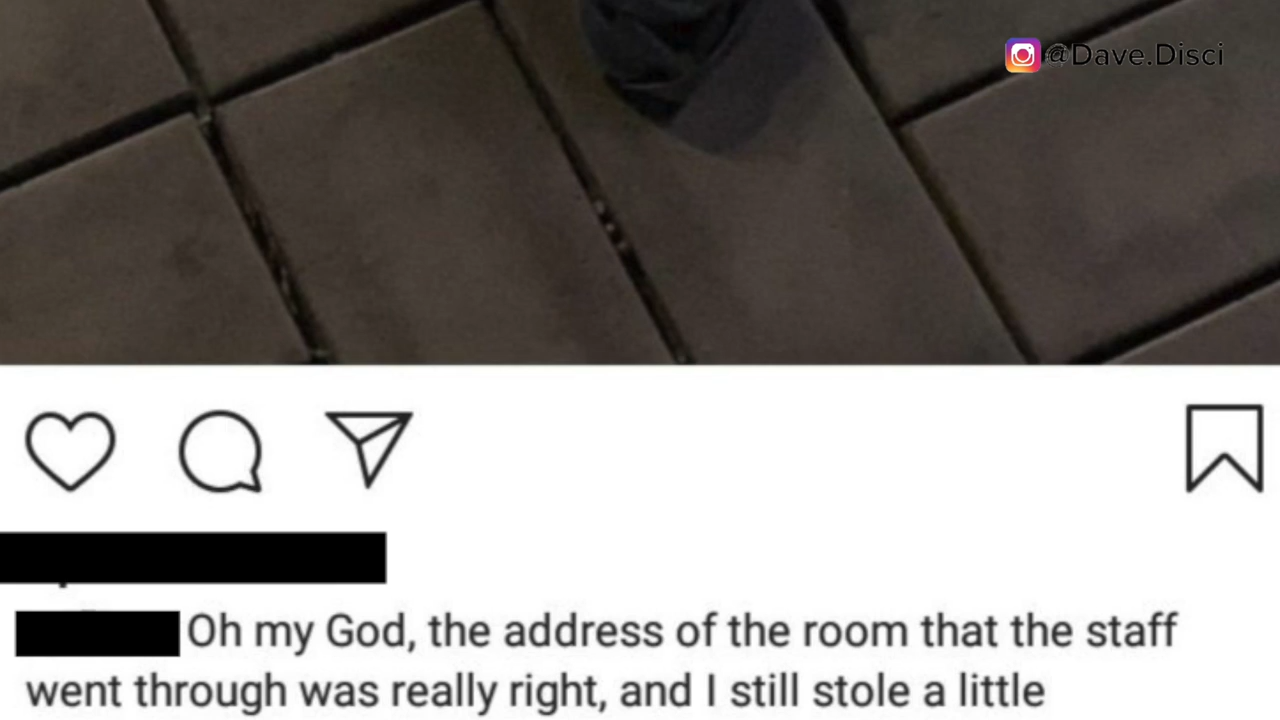 @Dave.Disci
Oh my God, the address of the room that the staff
went through was really right, and I still stole a little